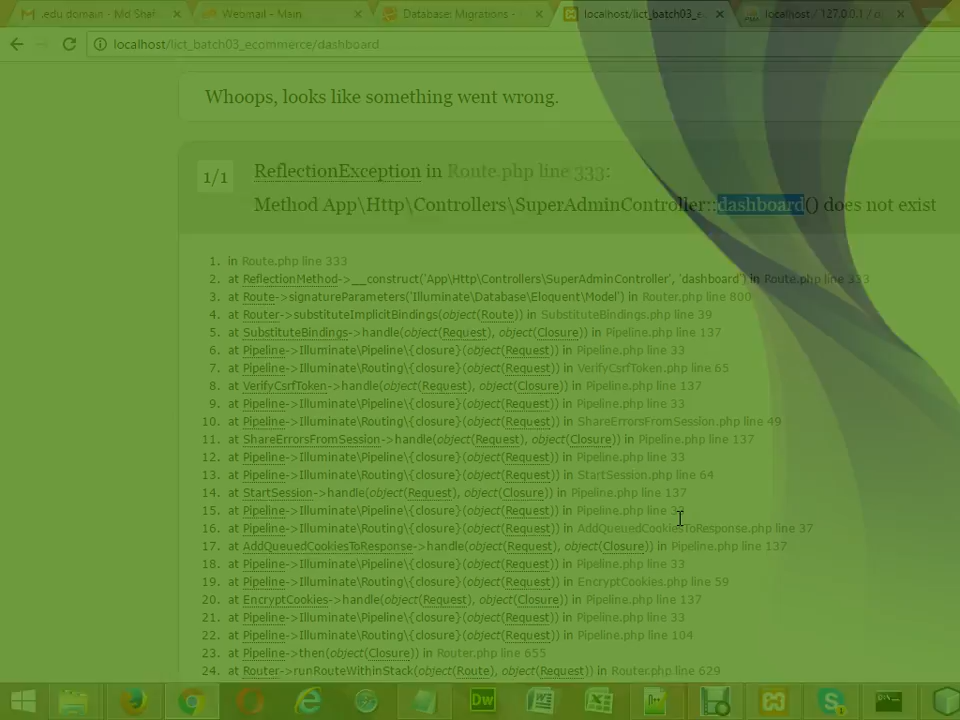 .edu domain - Md Shar
Webmail - Main
Database: Migrations -
localhost/lict_batch03_e
localhost / 127.0.0.1 /
localhost/lict_batch03_ecommerce/dashboard
Whoops, looks like something went wrong.
1/1
ReflectionException in Route.php line 333:
Method App\Http\Controllers\SuperAdminController::dashboard() does not exist
1. in Route.php line 333
2. at ReflectionMethod->__construct('App\Http\Controllers\SuperAdminController', 'dashboard') in Route.php line 333
3. at Route->signatureParameters('Illuminate\Database\Eloquent\Model') in Router.php line 800
4. at Router->substituteImplicitBindings(object(Route)) in SubstituteBindings.php line 39
5. at SubstituteBindings->handle(object(Request), object(Closure)) in Pipeline.php line 137
6. at Pipeline->Illuminate\Pipeline\{closure}(object(Request)) in Pipeline.php line 33
7. at Pipeline->Illuminate\Routing\{closure}(object(Request)) in VerifyCsrfToken.php line 65
8. at VerifyCsrfToken->handle(object(Request), object(Closure)) in Pipeline.php line 137
9. at Pipeline->Illuminate\Pipeline\{closure}(object(Request)) in Pipeline.php line 33
10. at Pipeline->Illuminate\Routing\{closure}(object(Request)) in ShareErrorsFromSession.php line 49
11. at ShareErrorsFromSession->handle(object(Request), object(Closure)) in Pipeline.php line 137
12. at Pipeline->Illuminate\Pipeline\{closure}(object(Request)) in Pipeline.php line 33
13. at Pipeline->Illuminate\Routing\{closure}(object(Request)) in StartSession.php line 64
14. at StartSession->handle(object(Request), object(Closure)) in Pipeline.php line 137
15. at Pipeline->Illuminate\Pipeline\{closure}(object(Request)) in Pipeline.php line 33
16. at Pipeline->Illuminate\Routing\{closure}(object(Request)) in AddQueuedCookiesToResponse.php line 37
17. at AddQueuedCookiesToResponse->handle(object(Request), object(Closure)) in Pipeline.php line 137
18. at Pipeline->Illuminate\Pipeline\{closure}(object(Request)) in Pipeline.php line 33
19. at Pipeline->Illuminate\Routing\{closure}(object(Request)) in EncryptCookies.php line 59
20. at EncryptCookies->handle(object(Request), object(Closure)) in Pipeline.php line 137
21. at Pipeline->Illuminate\Pipeline\{closure}(object(Request)) in Pipeline.php line 33
22. at Pipeline->Illuminate\Routing\{closure}(object(Request)) in Pipeline.php line 104
23. at Pipeline->then(object(Closure)) in Router.php line 655
24. at Router->runRouteWithinStack(object(Route), object(Request)) in Router.php line 629
Dw